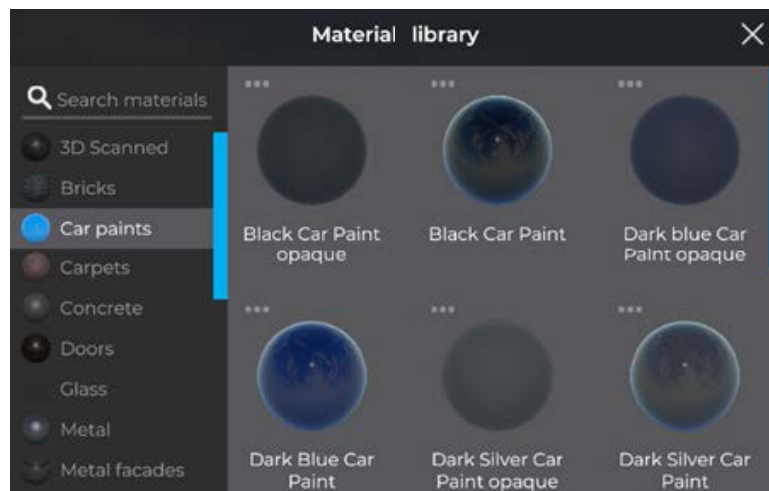 Material library
Search materials
3D Scanned
Bricks
Car paints
Carpets
Concrete
Doors
Glass
Metal
Metal facades
Black Car Paint
opaque
Black Car Paint
Dark blue Car
Paint opaque
Dark Blue Car
Paint
Dark Silver Car
Paint opaque
Dark Silver Car
Paint